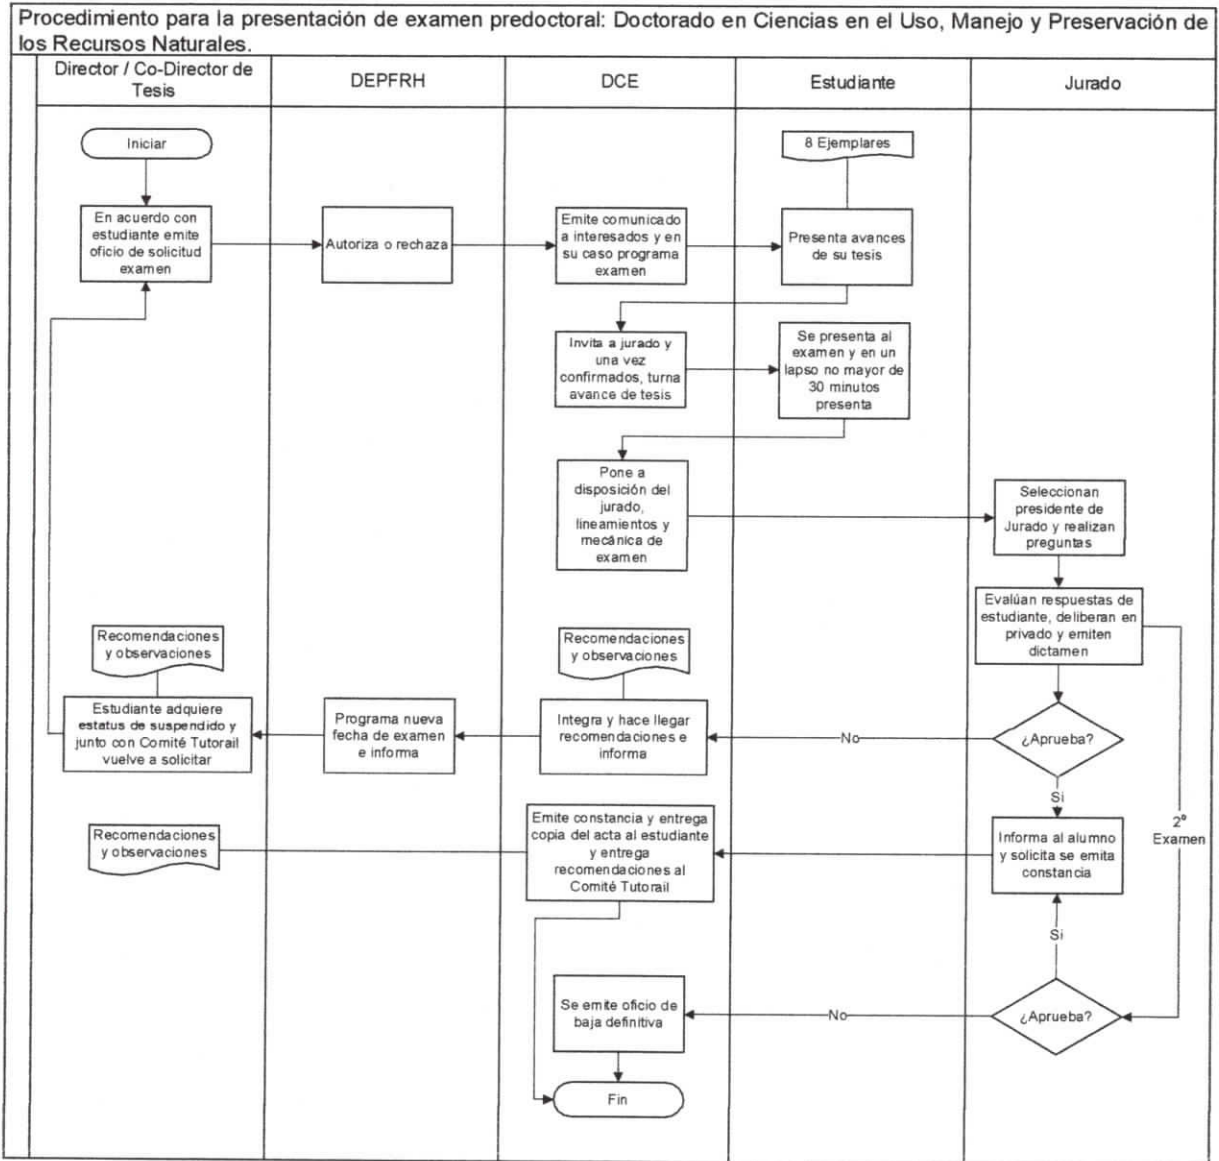 Procedimiento para la presentación de examen predoctoral: Doctorado en Ciencias en el Uso, Manejo y Preservación de
los Recursos Naturales.
Director / Co-Director de
Tesis
DEPFRH
DCE
Estudiante
Jurado
Iniciar
8 Ejemplares
En acuerdo con
estudiante emite
oficio de solicitud
examen
Autoriza o rechaza
Emite comunicado
a interesados y en
su caso programa
examen
Presenta avances
de su tesis
Invita a jurado y
una vez
confirmados, turna
avance de tesis
Se presenta al
examen y en un
lapso no mayor de
30 minutos
presenta
Pone a
disposición del
jurado,
lineamientos y
mecánica de
examen
Seleccionan
presidente de
Jurado y realizan
preguntas
Evalúan respuestas de
estudiante, deliberan en
privado y emiten
dictamen
Recomendaciones
y observaciones
Recomendaciones
y observaciones
Estudiante adquiere
estatus de suspendido y
junto con Comité Tutorail
vuelve a solicitar
Programa nueva
fecha de examen
e informa
Integra y hace llegar
recomendaciones e
informa
No
¿Aprueba?
Si
2º
Examen
Recomendaciones
y observaciones
Emite constancia y entrega
copia del acta al estudiante
y entrega
recomendaciones al
Comité Tutorail
Informa al alumno
y solicita se emita
constancia
Si
Se emite oficio de
baja definitiva
No
¿Aprueba?
Fin